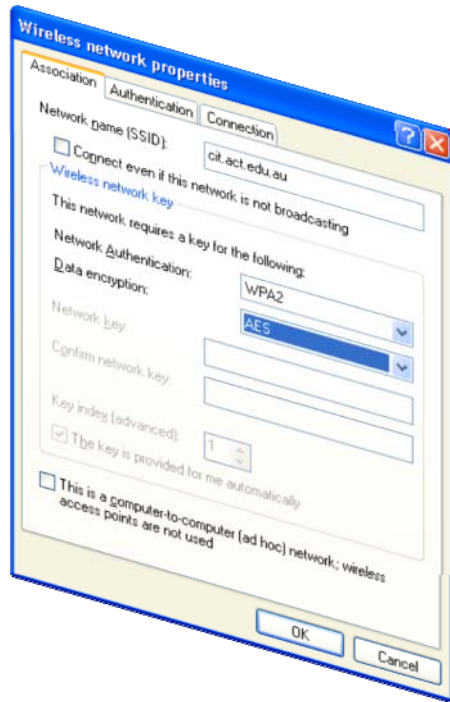 Wireless network properties
Association Authentication Connection
Network name (SSID): cit.act.edu.au
Connect even if this network is not broadcasting
Wireless network key
This network requires a key for the following:
Network Authentication: WPA2
Data encryption: AES
Network key:
Confirm network key:
Key index (advanced): 1
The key is provided for me automatically
This is a computer-to-computer (ad hoc) network; wireless
access points are not used
OK Cancel